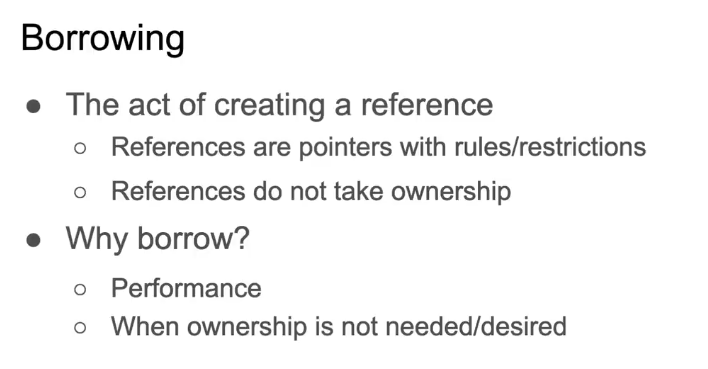 Borrowing
● The act of creating a reference
○ References are pointers with rules/restrictions
○ References do not take ownership
● Why borrow?
○ Performance
○ When ownership is not needed/desired